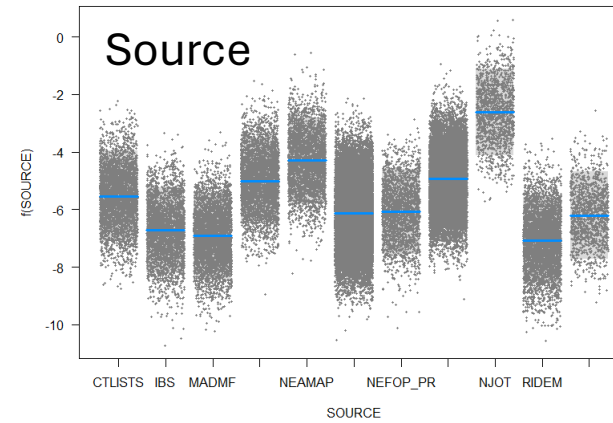 Source
0
-2
-4
-6
-8
-10
f(SOURCE)
CTLISTS IBS MADMF NEAMAP NEFOP_PR NJOT RIDEM
SOURCE